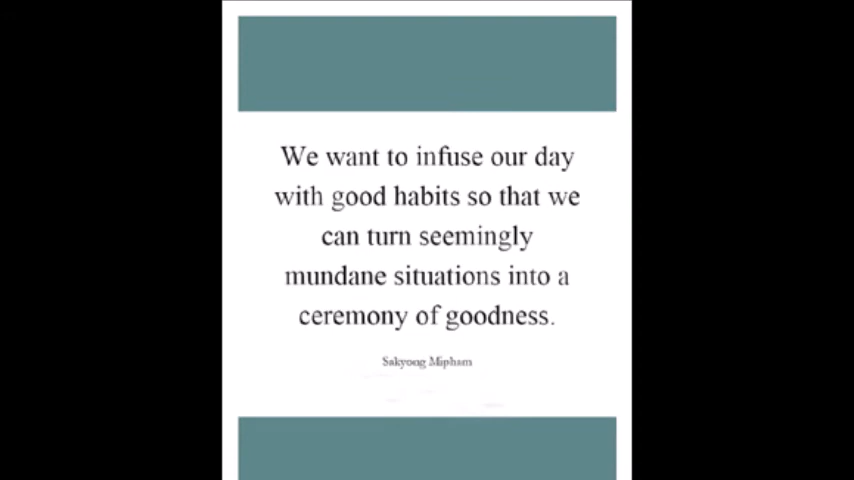 We want to infuse our day
with good habits so that we
can turn seemingly
mundane situations into a
ceremony of goodness.
Sakyong Mipham